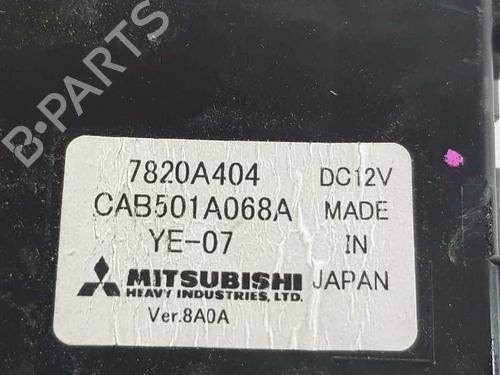 B-PARTS
7820A404 DC12V
CAB501A068A MADE
YE-07 IN
MITSUBISHI JAPAN
HEAVY INDUSTRIES, LTD.
Ver.8A0A